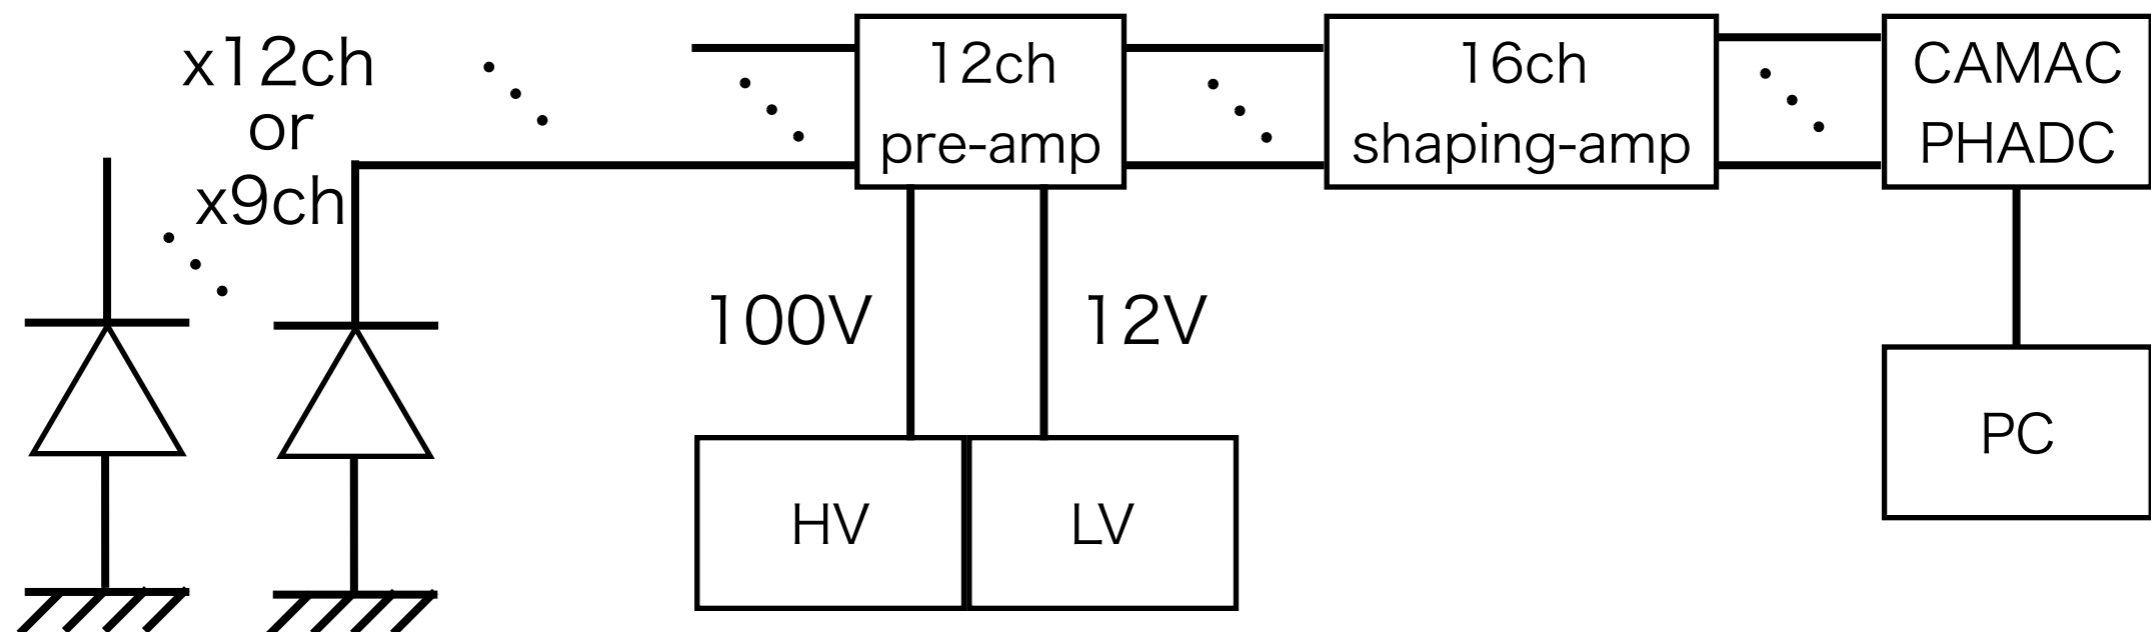 x12ch
or
x9ch
12ch
pre-amp
16ch
shaping-amp
CAMAC
PHADC
100V
12V
HV
LV
PC